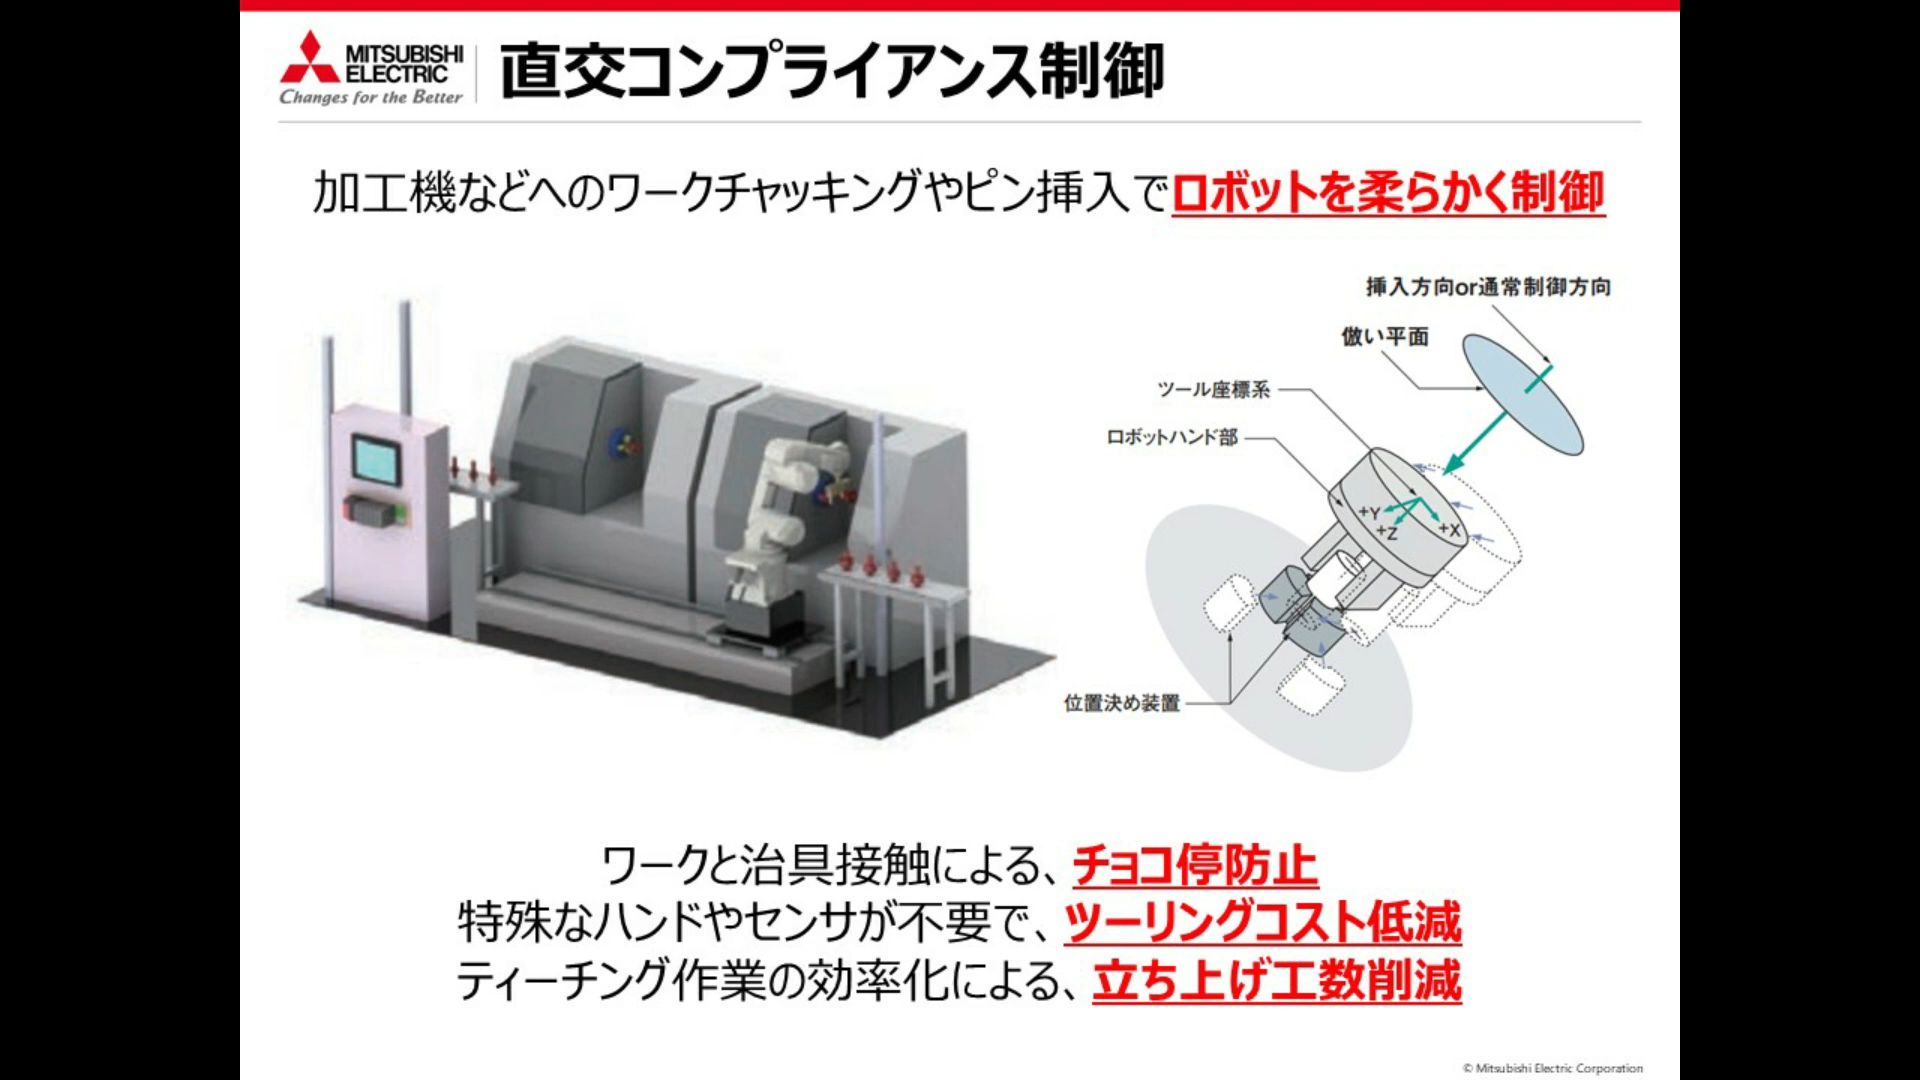 MITSUBISHI
ELECTRIC
Changes for the Better
直交コンプライアンス制御
加工機などへのワークチャッキングやピン挿入でロボットを柔らかく制御
挿入方向or通常制御方向
倣い平面
ツール座標系
ロボットハンド部
+Y
+Z
+X
位置決め装置
ワークと治具接触による、チョコ停防止
特殊なハンドやセンサが不要で、ツーリングコスト低減
ティーチング作業の効率化による、立ち上げ工数削減
© Mitsubishi Electric Corporation